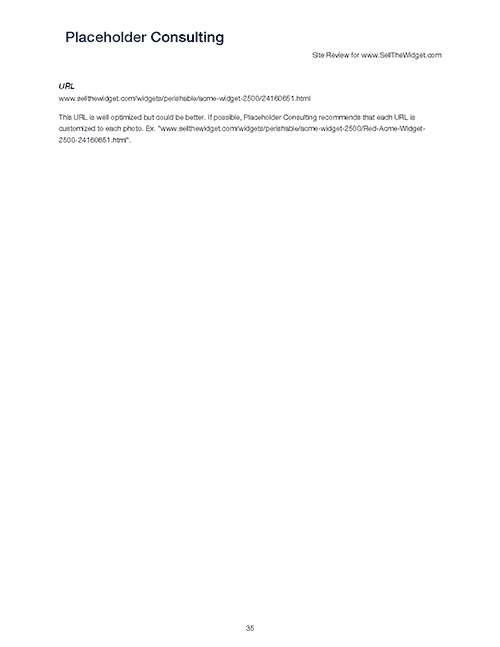 Placeholder Consulting
Site Review for www.SellTheWidget.com
URL
www.sellthewidget.com/widgets/perishable/acme-widget-2500/24160651.html
This URL is well optimized but could be better. If possible, Placeholder Consulting recommends that each URL is
customized to each photo. Ex. "www.sellthewidget.com/widgets/perishable/acme-widget-2500/Red-Acme-Widget-
2500-24160651.html".
35